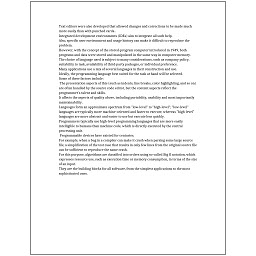 Text editors were also developed that allowed changes and corrections to be made much
more easily than with punched cards.
Integrated development environments (IDEs) aim to integrate all such help.
Also, specific user environment and usage history can make it difficult to reproduce the
problem.
However, with the concept of the stored-program computer introduced in 1949, both
programs and data were stored and manipulated in the same way in computer memory.
The choice of language used is subject to many considerations, such as company policy,
suitability to task, availability of third-party packages, or individual preference.
Many applications use a mix of several languages in their construction and use.
Ideally, the programming language best suited for the task at hand will be selected.
Some of these factors include:
The presentation aspects of this (such as indents, line breaks, color highlighting, and so on)
are often handled by the source code editor, but the content aspects reflect the
programmer's talent and skills.
It affects the aspects of quality above, including portability, usability and most importantly
maintainability.
Languages form an approximate spectrum from "low-level" to "high-level"; "low-level"
languages are typically more machine-oriented and faster to execute, whereas "high-level"
languages are more abstract and easier to use but execute less quickly.
Programmers typically use high-level programming languages that are more easily
intelligible to humans than machine code, which is directly executed by the central
processing unit.
Programmable devices have existed for centuries.
For example, when a bug in a compiler can make it crash when parsing some large source
file, a simplification of the test case that results in only few lines from the original source file
can be sufficient to reproduce the same crash.
For this purpose, algorithms are classified into orders using so-called Big O notation, which
expresses resource use, such as execution time or memory consumption, in terms of the size
of an input.
They are the building blocks for all software, from the simplest applications to the most
sophisticated ones.